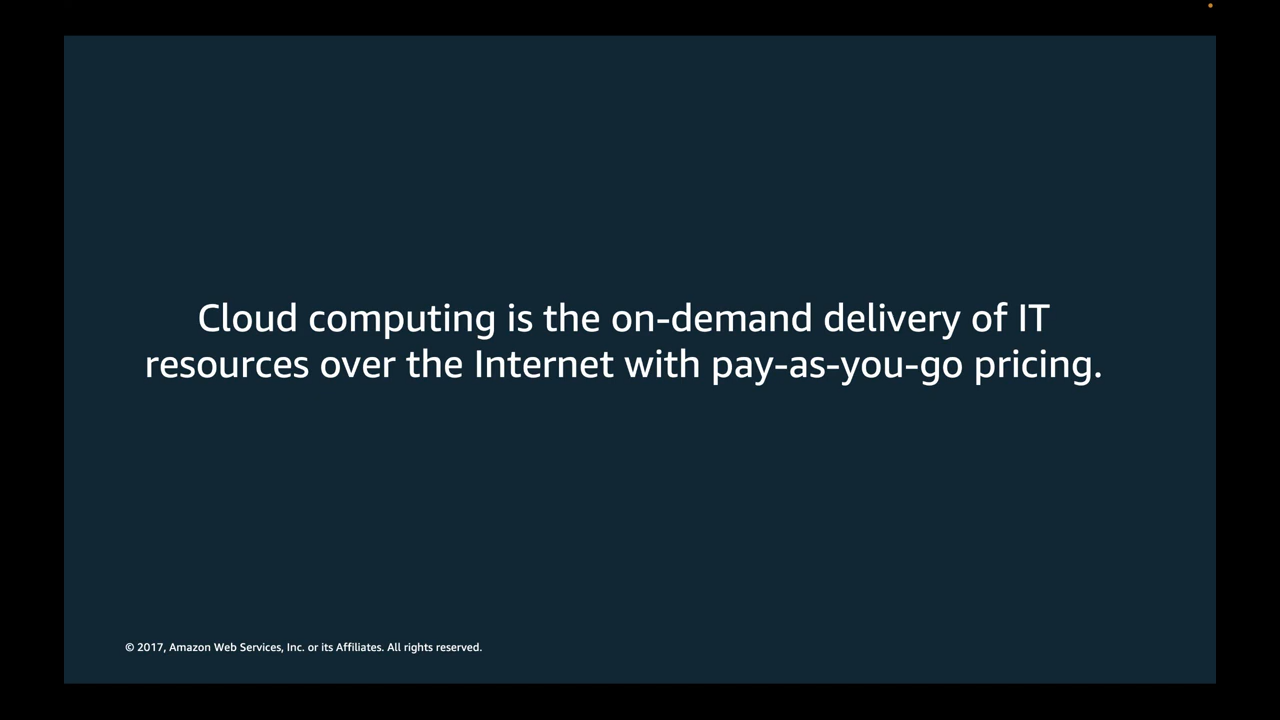 Cloud computing is the on-demand delivery of IT
resources over the Internet with pay-as-you-go pricing.
© 2017, Amazon Web Services, Inc. or its Affiliates. All rights reserved.